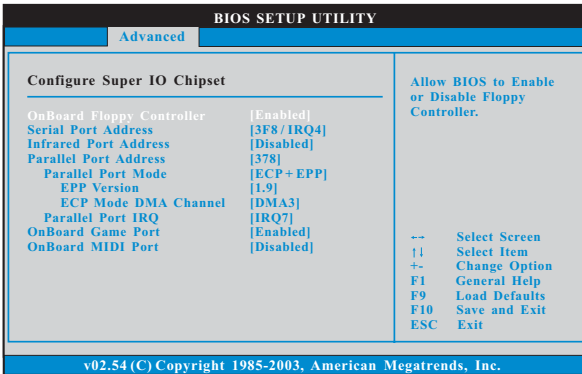 BIOS SETUP UTILITY
Advanced
Configure Super IO Chipset
OnBoard Floppy Controller [Enabled]
Serial Port Address [3F8 / IRQ4]
Infrared Port Address [Disabled]
Parallel Port Address [378]
Parallel Port Mode [ECP + EPP]
EPP Version [1.9]
ECP Mode DMA Channel [DMA3]
Parallel Port IRQ [IRQ7]
OnBoard Game Port [Enabled]
OnBoard MIDI Port [Disabled]
Allow BIOS to Enable
or Disable Floppy
Controller.
←→ Select Screen
↑↓ Select Item
+- Change Option
F1 General Help
F9 Load Defaults
F10 Save and Exit
ESC Exit
v02.54 (C) Copyright 1985-2003, American Megatrends, Inc.